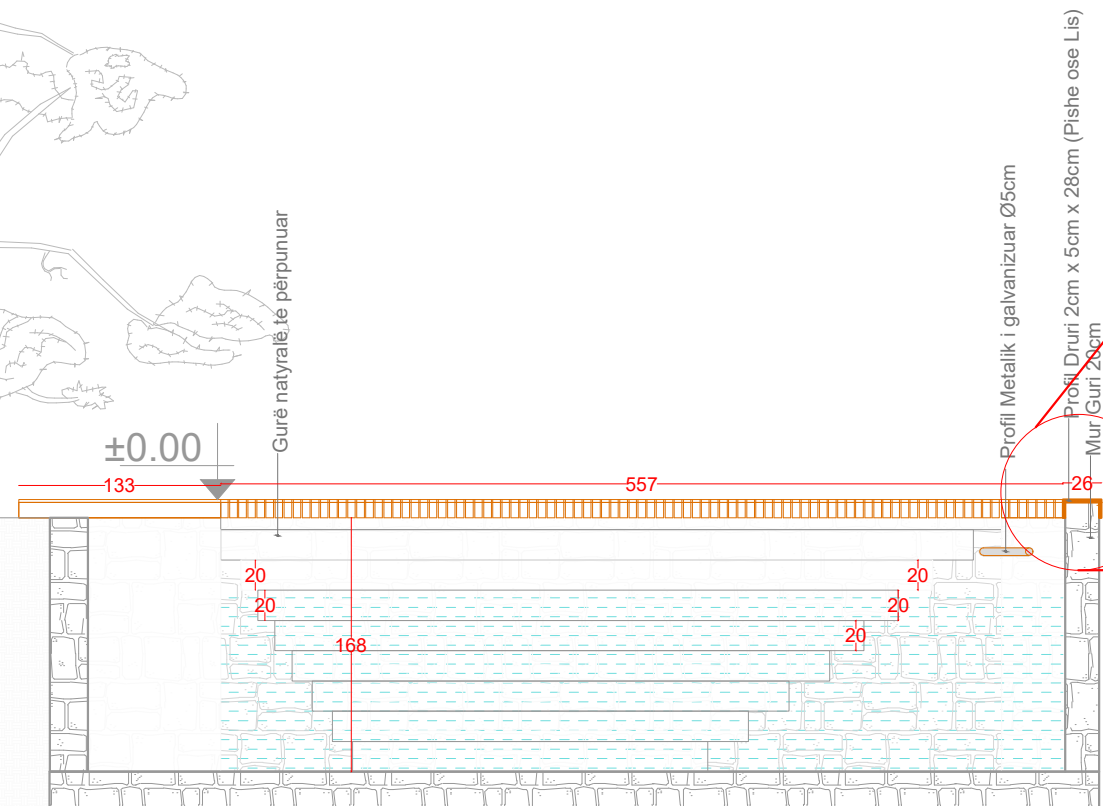 Gurë natyralë te përpunuar
Profil Metalik i galvanizuar Ø5cm
Profil Druri 2cm x 5cm x 28cm (Pishe ose Lis)
Mur Guri 20cm
±0.00
133
557
26
20
20
20
20
168
20